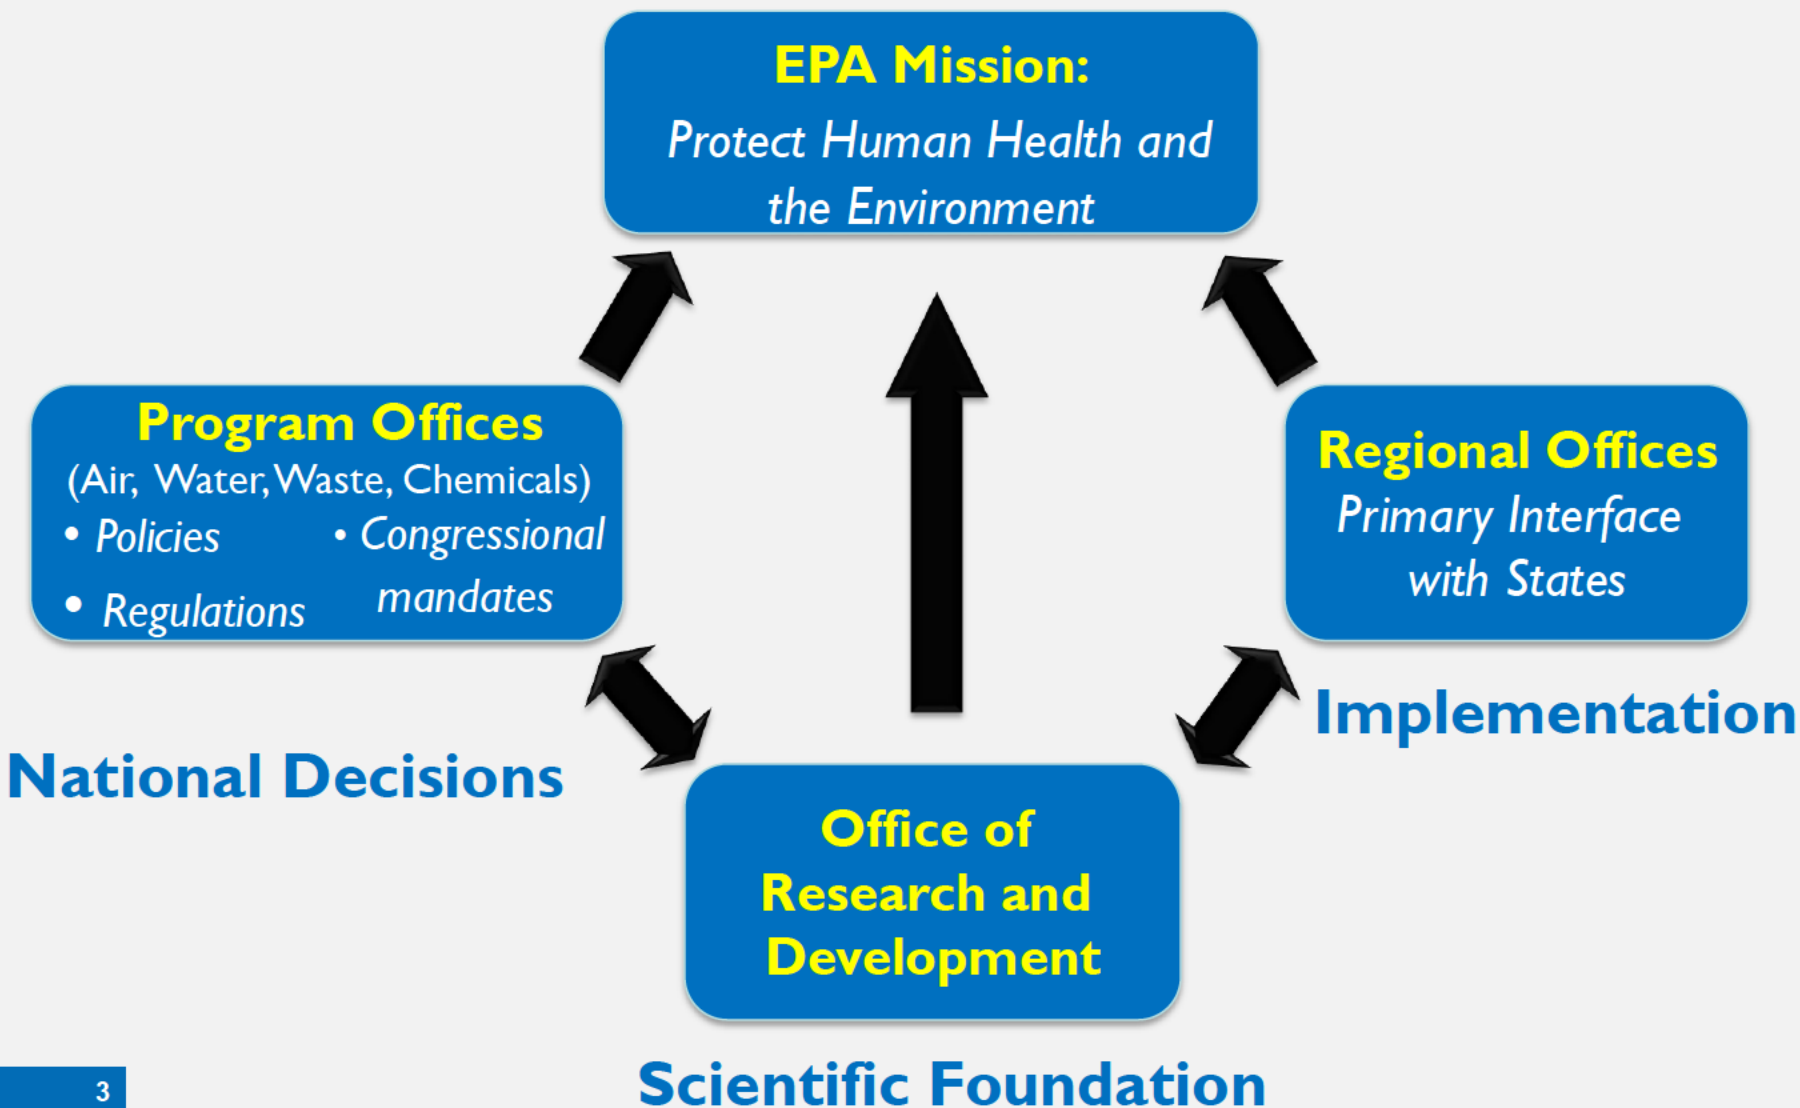 EPA Mission:
Protect Human Health and
the Environment
Program Offices
(Air, Water, Waste, Chemicals)
• Policies
• Regulations
• Congressional
mandates
National Decisions
Regional Offices
Primary Interface
with States
Implementation
Office of
Research and
Development
Scientific Foundation
3